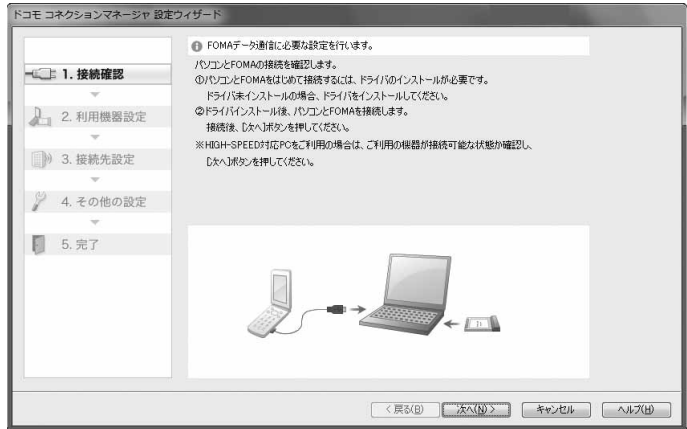 ドコモ コネクションマネージャ 設定ウィザード
1. 接続確認
2. 利用機器設定
3. 接続先設定
4. その他の設定
5. 完了
FOMAデータ通信に必要な設定を行います。
パソコンとFOMAの接続を確認します。
①パソコンとFOMAをはじめて接続するには、ドライバのインストールが必要です。
ドライバ未インストールの場合、ドライバをインストールしてください。
②ドライバインストール後、パソコンとFOMAを接続します。
接続後、[次へ]ボタンを押してください。
※HIGH-SPEED対応PCをご利用の場合は、ご利用の機器が接続可能な状態か確認し、
[次へ]ボタンを押してください。
< 戻る(B)
次へ(N) >
キャンセル
ヘルプ(H)